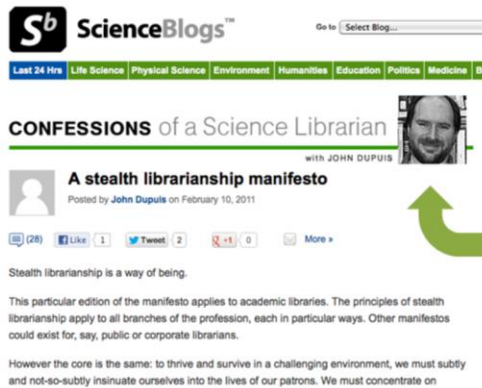 Sb ScienceBlogs™
Go to Select Blog...
Last 24 Hrs Life Science Physical Science Environment Humanities Education Politics Medicine B
CONFESSIONS of a Science Librarian
with JOHN DUPUIS
A stealth librarianship manifesto
Posted by John Dupuis on February 10, 2011
(28) Like 1 Tweet 2 +1 0 More »
Stealth librarianship is a way of being.
This particular edition of the manifesto applies to academic libraries. The principles of stealth
librarianship apply to all branches of the profession, each in particular ways. Other manifestos
could exist for, say, public or corporate librarians.
However the core is the same: to thrive and survive in a challenging environment, we must subtly
and not-so-subtly insinuate ourselves into the lives of our patrons. We must concentrate on